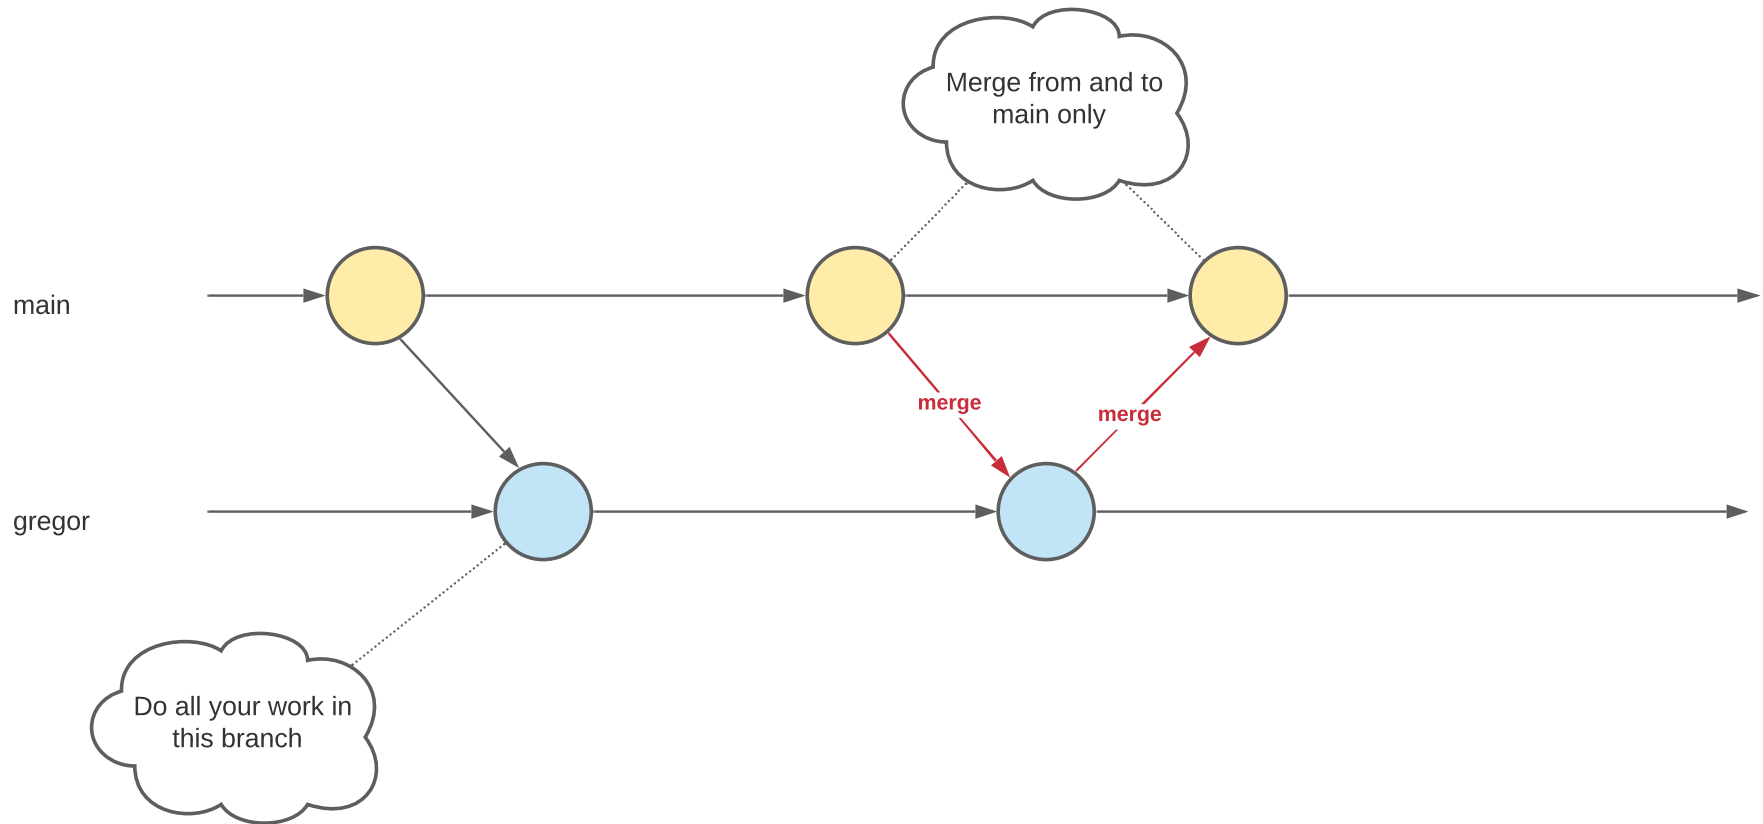 Merge from and to
main only
main
merge
merge
gregor
Do all your work in
this branch